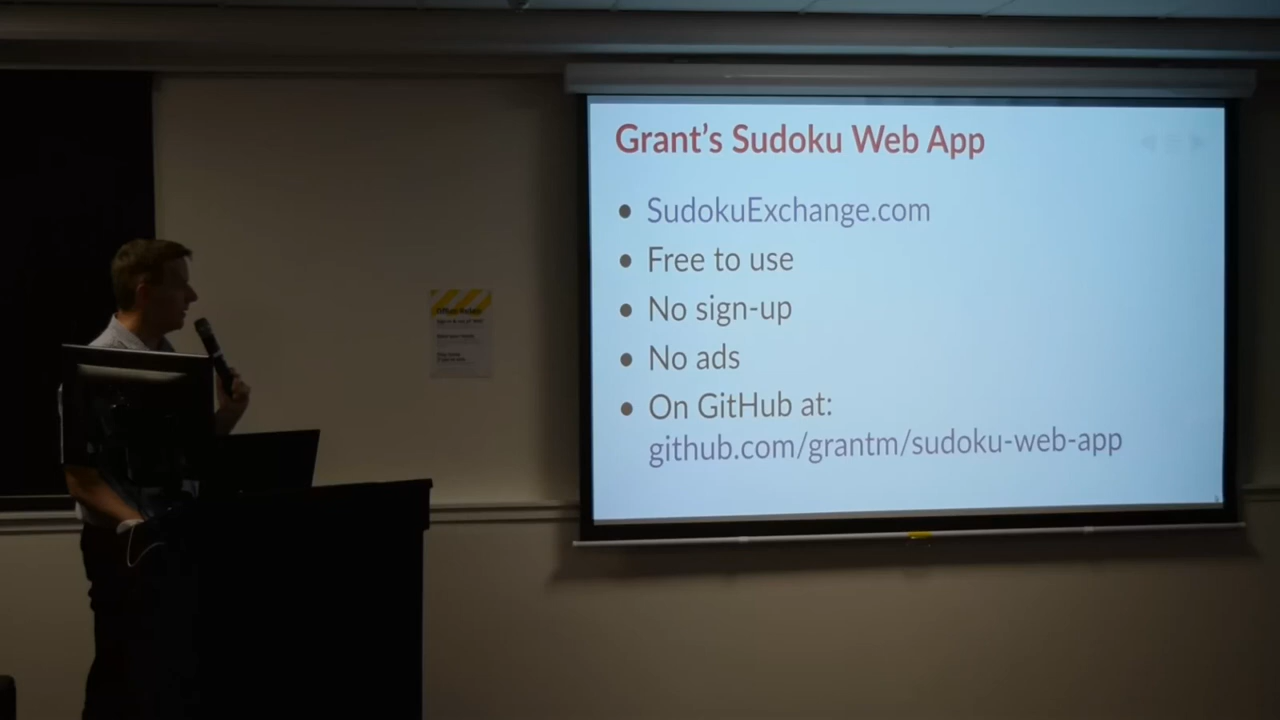 Grant’s Sudoku Web App
• SudokuExchange.com
• Free to use
• No sign-up
• No ads
• On GitHub at:
github.com/grantm/sudoku-web-app